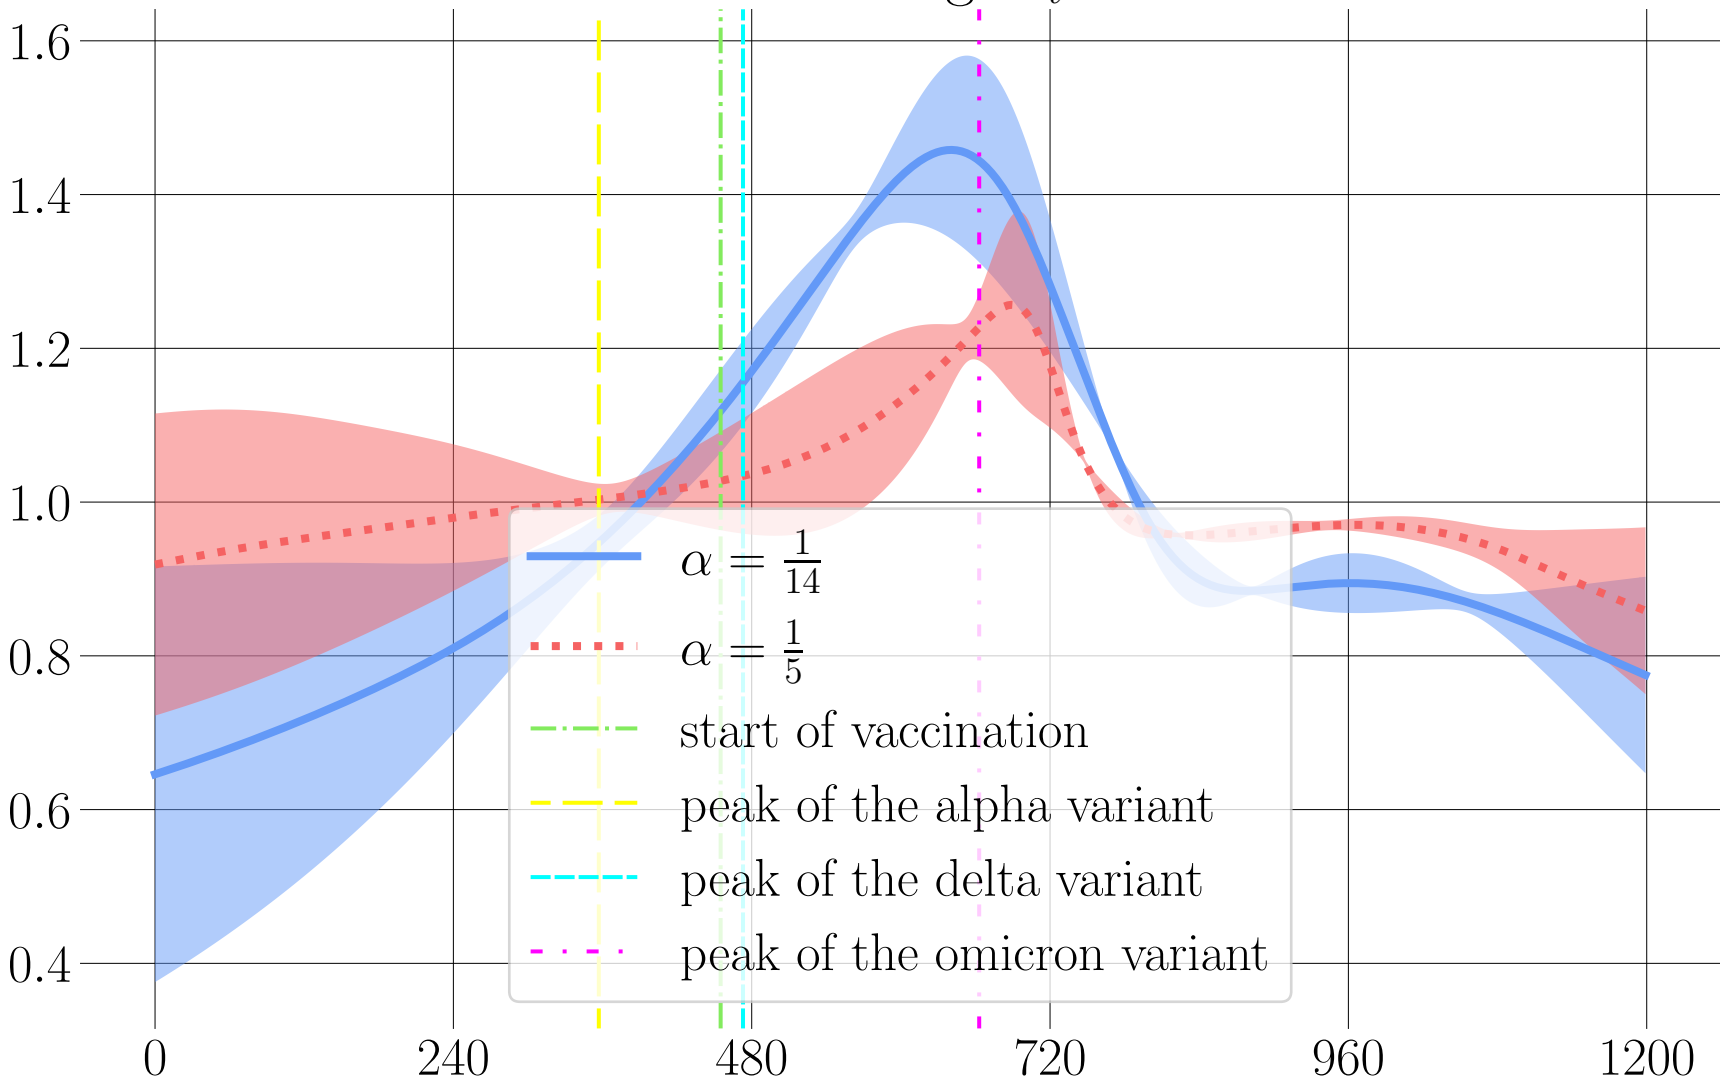 1.6
1.4
1.2
1.0
0.8
0.6
0.4
α = 1/14
α = 1/5
start of vaccination
peak of the alpha variant
peak of the delta variant
peak of the omicron variant
0 240 480 720 960 1200